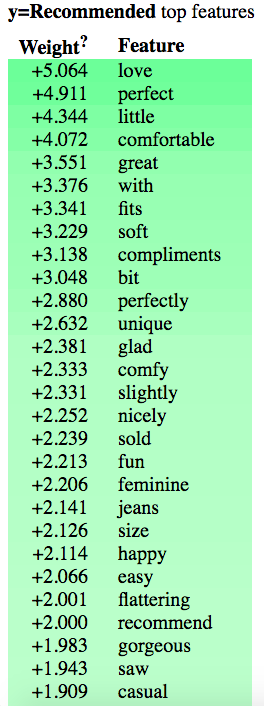 y=Recommended top features
Weight? Feature
+5.064 love
+4.911 perfect
+4.344 little
+4.072 comfortable
+3.551 great
+3.376 with
+3.341 fits
+3.229 soft
+3.138 compliments
+3.048 bit
+2.880 perfectly
+2.632 unique
+2.381 glad
+2.333 comfy
+2.331 slightly
+2.252 nicely
+2.239 sold
+2.213 fun
+2.206 feminine
+2.141 jeans
+2.126 size
+2.114 happy
+2.066 easy
+2.001 flattering
+2.000 recommend
+1.983 gorgeous
+1.943 saw
+1.909 casual